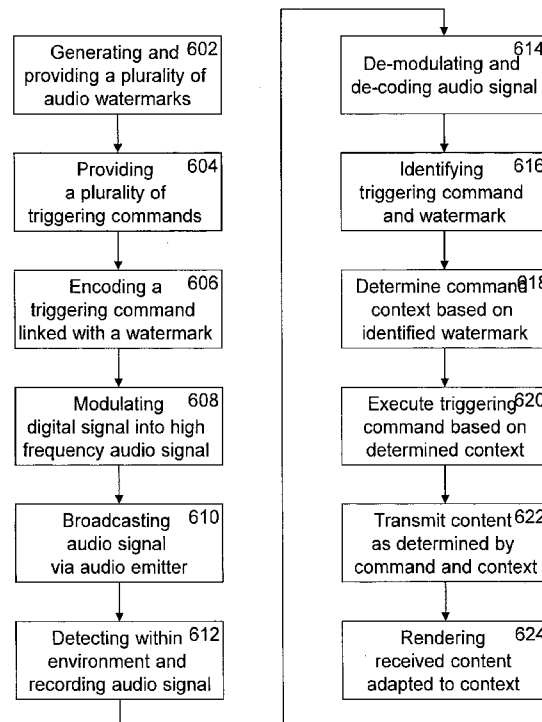 Generating and 602
providing a plurality of
audio watermarks
Providing 604
a plurality of
triggering commands
Encoding a 606
triggering command
linked with a watermark
Modulating 608
digital signal into high
frequency audio signal
Broadcasting 610
audio signal
via audio emitter
Detecting within 612
environment and
recording audio signal
614
De-modulating and
de-coding audio signal
Identifying 616
triggering command
and watermark
Determine command 618
context based on
identified watermark
Execute triggering 620
command based on
determined context
Transmit content 622
as determined by
command and context
Rendering 624
received content
adapted to context